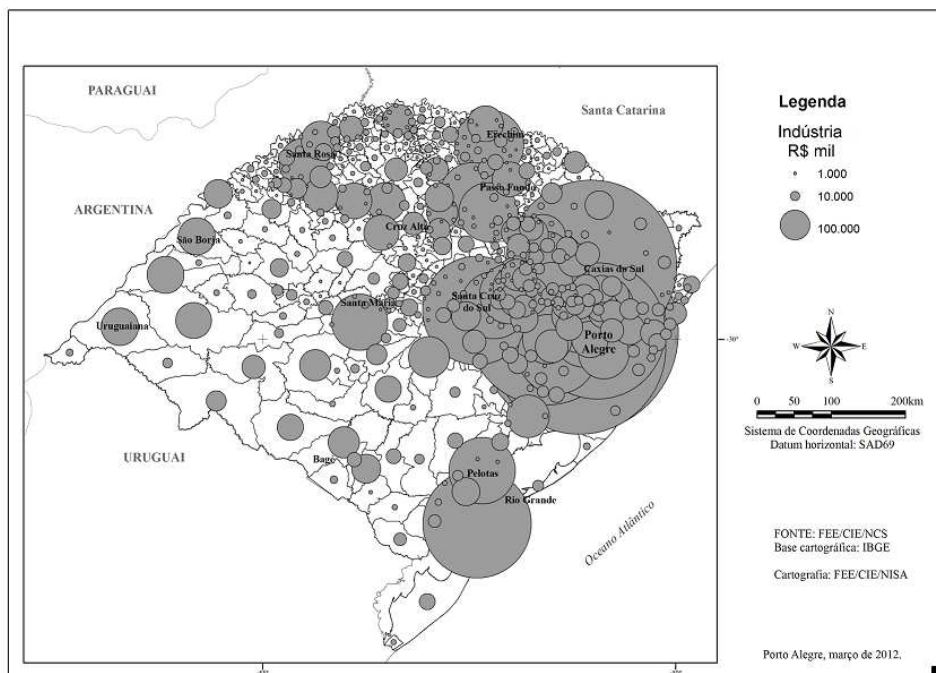 PARAGUAI
Santa Catarina
ARGENTINA
URUGUAI
Oceano Atlântico
Erechim
Santa Rosa
Passo Fundo
Cruz Alta
São Borja
Caxias do Sul
Santa Maria
Santa Cruz
do Sul
Uruguaiana
Porto
Alegre
Bagé
Pelotas
Rio Grande
-30°
Legenda
Indústria
R$ mil
1.000
10.000
100.000
N
W
E
S
0 50 100 200km
Sistema de Coordenadas Geográficas
Datum horizontal: SAD69
FONTE: FEE/CIE/NCS
Base cartográfica: IBGE
Cartografia: FEE/CIE/NISA
Porto Alegre, março de 2012.